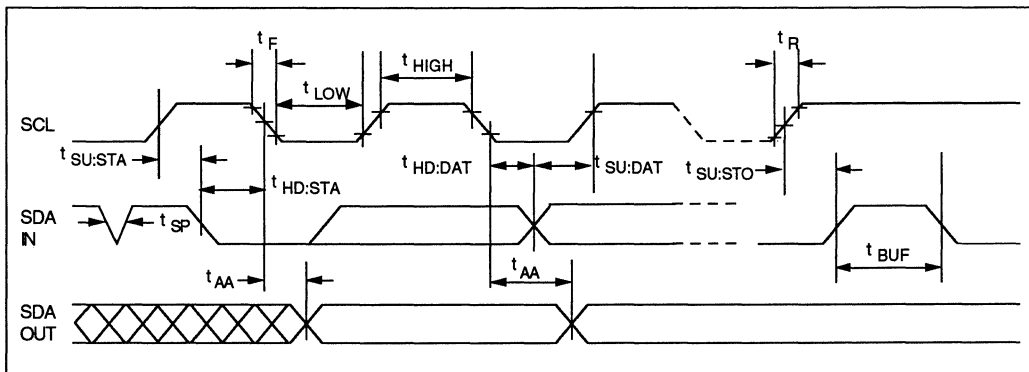 t F
t R
t HIGH
t LOW
SCL
t SU:STA
t HD:STA
t HD:DAT
t SU:DAT
t SU:STO
SDA
IN
t SP
t BUF
t AA
t AA
SDA
OUT